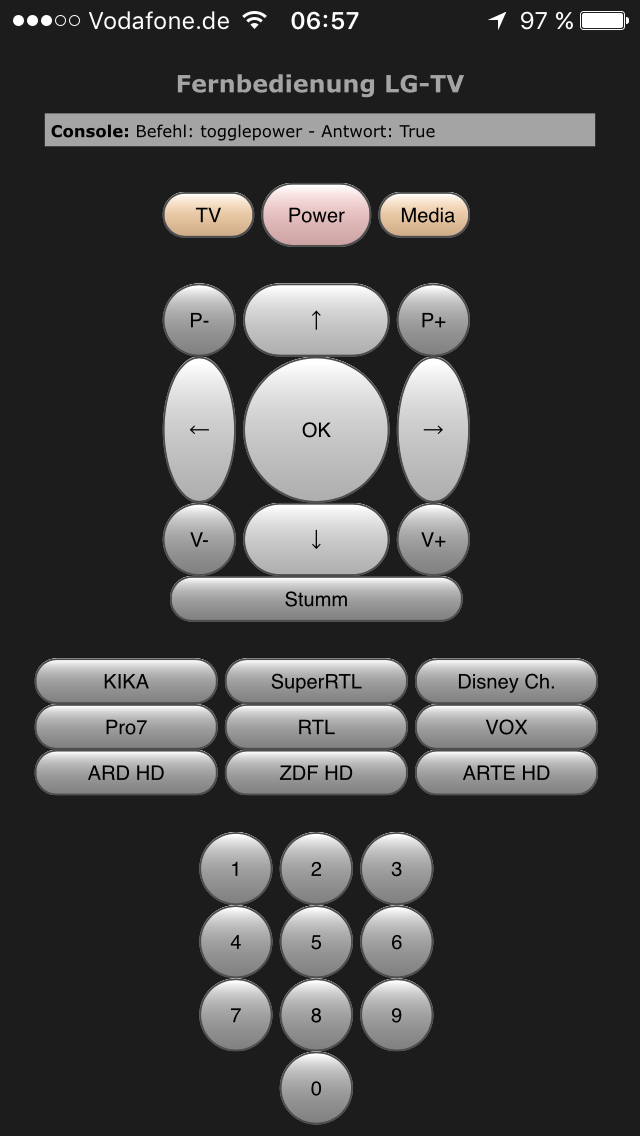 Vodafone.de 06:57 97 %
Fernbedienung LG-TV
Console: Befehl: togglepower - Antwort: True
TV Power Media
P- ↑ P+
← OK →
V- ↓ V+
Stumm
KIKA SuperRTL Disney Ch.
Pro7 RTL VOX
ARD HD ZDF HD ARTE HD
1 2 3
4 5 6
7 8 9
0